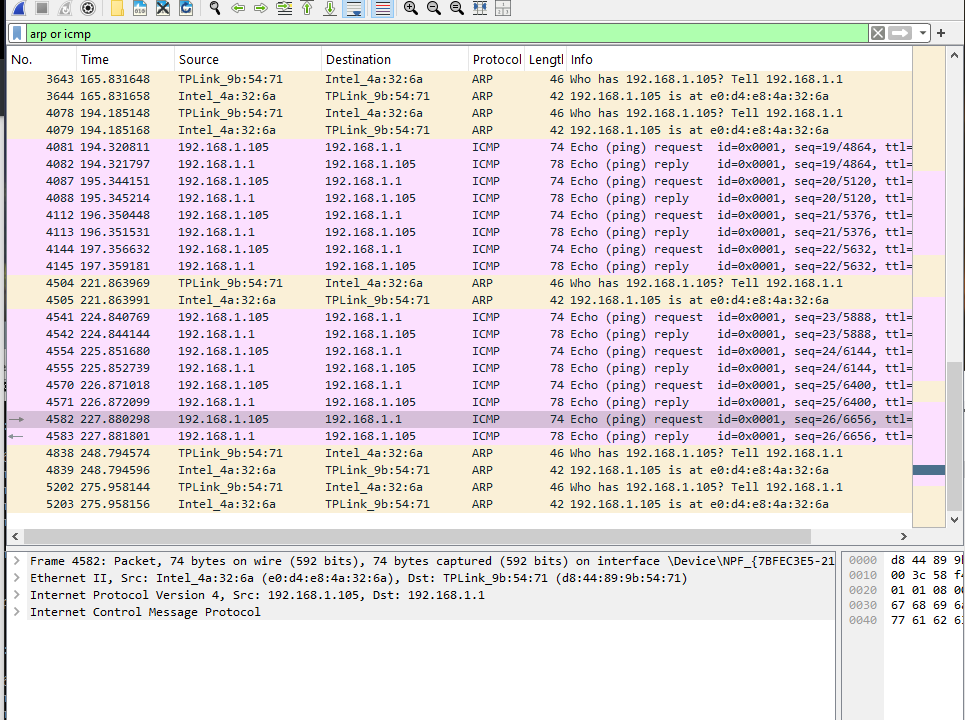 arp or icmp
No. Time Source Destination Protocol Lengtl Info
3643 165.831648 TPLink_9b:54:71 Intel_4a:32:6a ARP 46 Who has 192.168.1.105? Tell 192.168.1.1
3644 165.831658 Intel_4a:32:6a TPLink_9b:54:71 ARP 42 192.168.1.105 is at e0:d4:e8:4a:32:6a
4078 194.185148 TPLink_9b:54:71 Intel_4a:32:6a ARP 46 Who has 192.168.1.105? Tell 192.168.1.1
4079 194.185168 Intel_4a:32:6a TPLink_9b:54:71 ARP 42 192.168.1.105 is at e0:d4:e8:4a:32:6a
4081 194.320811 192.168.1.105 192.168.1.1 ICMP 74 Echo (ping) request id=0x0001, seq=19/4864, ttl=
4082 194.321797 192.168.1.1 192.168.1.105 ICMP 78 Echo (ping) reply id=0x0001, seq=19/4864, ttl=
4087 195.344151 192.168.1.105 192.168.1.1 ICMP 74 Echo (ping) request id=0x0001, seq=20/5120, ttl=
4088 195.345214 192.168.1.1 192.168.1.105 ICMP 78 Echo (ping) reply id=0x0001, seq=20/5120, ttl=
4112 196.350448 192.168.1.105 192.168.1.1 ICMP 74 Echo (ping) request id=0x0001, seq=21/5376, ttl=
4113 196.351531 192.168.1.1 192.168.1.105 ICMP 78 Echo (ping) reply id=0x0001, seq=21/5376, ttl=
4144 197.356632 192.168.1.105 192.168.1.1 ICMP 74 Echo (ping) request id=0x0001, seq=22/5632, ttl=
4145 197.359181 192.168.1.1 192.168.1.105 ICMP 78 Echo (ping) reply id=0x0001, seq=22/5632, ttl=
4504 221.863969 TPLink_9b:54:71 Intel_4a:32:6a ARP 46 Who has 192.168.1.105? Tell 192.168.1.1
4505 221.863991 Intel_4a:32:6a TPLink_9b:54:71 ARP 42 192.168.1.105 is at e0:d4:e8:4a:32:6a
4541 224.840769 192.168.1.105 192.168.1.1 ICMP 74 Echo (ping) request id=0x0001, seq=23/5888, ttl=
4542 224.844144 192.168.1.1 192.168.1.105 ICMP 78 Echo (ping) reply id=0x0001, seq=23/5888, ttl=
4554 225.851680 192.168.1.105 192.168.1.1 ICMP 74 Echo (ping) request id=0x0001, seq=24/6144, ttl=
4555 225.852739 192.168.1.1 192.168.1.105 ICMP 78 Echo (ping) reply id=0x0001, seq=24/6144, ttl=
4570 226.871018 192.168.1.105 192.168.1.1 ICMP 74 Echo (ping) request id=0x0001, seq=25/6400, ttl=
4571 226.872099 192.168.1.1 192.168.1.105 ICMP 78 Echo (ping) reply id=0x0001, seq=25/6400, ttl=
4582 227.880298 192.168.1.105 192.168.1.1 ICMP 74 Echo (ping) request id=0x0001, seq=26/6656, ttl=
4583 227.881801 192.168.1.1 192.168.1.105 ICMP 78 Echo (ping) reply id=0x0001, seq=26/6656, ttl=
4838 248.794574 TPLink_9b:54:71 Intel_4a:32:6a ARP 46 Who has 192.168.1.105? Tell 192.168.1.1
4839 248.794596 Intel_4a:32:6a TPLink_9b:54:71 ARP 42 192.168.1.105 is at e0:d4:e8:4a:32:6a
5202 275.958144 TPLink_9b:54:71 Intel_4a:32:6a ARP 46 Who has 192.168.1.105? Tell 192.168.1.1
5203 275.958156 Intel_4a:32:6a TPLink_9b:54:71 ARP 42 192.168.1.105 is at e0:d4:e8:4a:32:6a
Frame 4582: Packet, 74 bytes on wire (592 bits), 74 bytes captured (592 bits) on interface \Device\NPF_{7BFEC3E5-21
Ethernet II, Src: Intel_4a:32:6a (e0:d4:e8:4a:32:6a), Dst: TPLink_9b:54:71 (d8:44:89:9b:54:71)
Internet Protocol Version 4, Src: 192.168.1.105, Dst: 192.168.1.1
Internet Control Message Protocol
0000 d8 44 89
0010 00 3c 58
0020 01 01 08
0030 67 68 69
0040 77 61 62